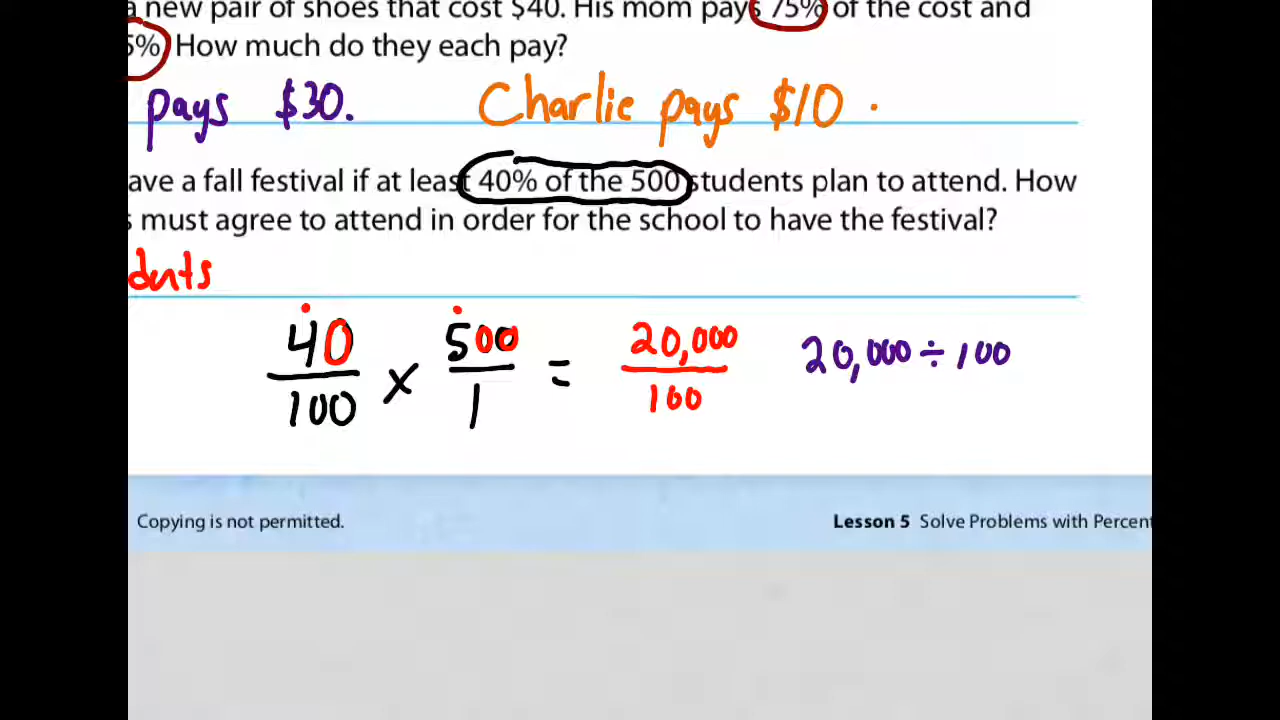 a new pair of shoes that cost $40. His mom pays 75% of the cost and
5%. How much do they each pay?
pays $30. Charlie pays $10.
ave a fall festival if at least 40% of the 500 students plan to attend. How
s must agree to attend in order for the school to have the festival?
dents
40/100 × 500/1 = 20,000/100 20,000 ÷ 100
Copying is not permitted. Lesson 5 Solve Problems with Percent